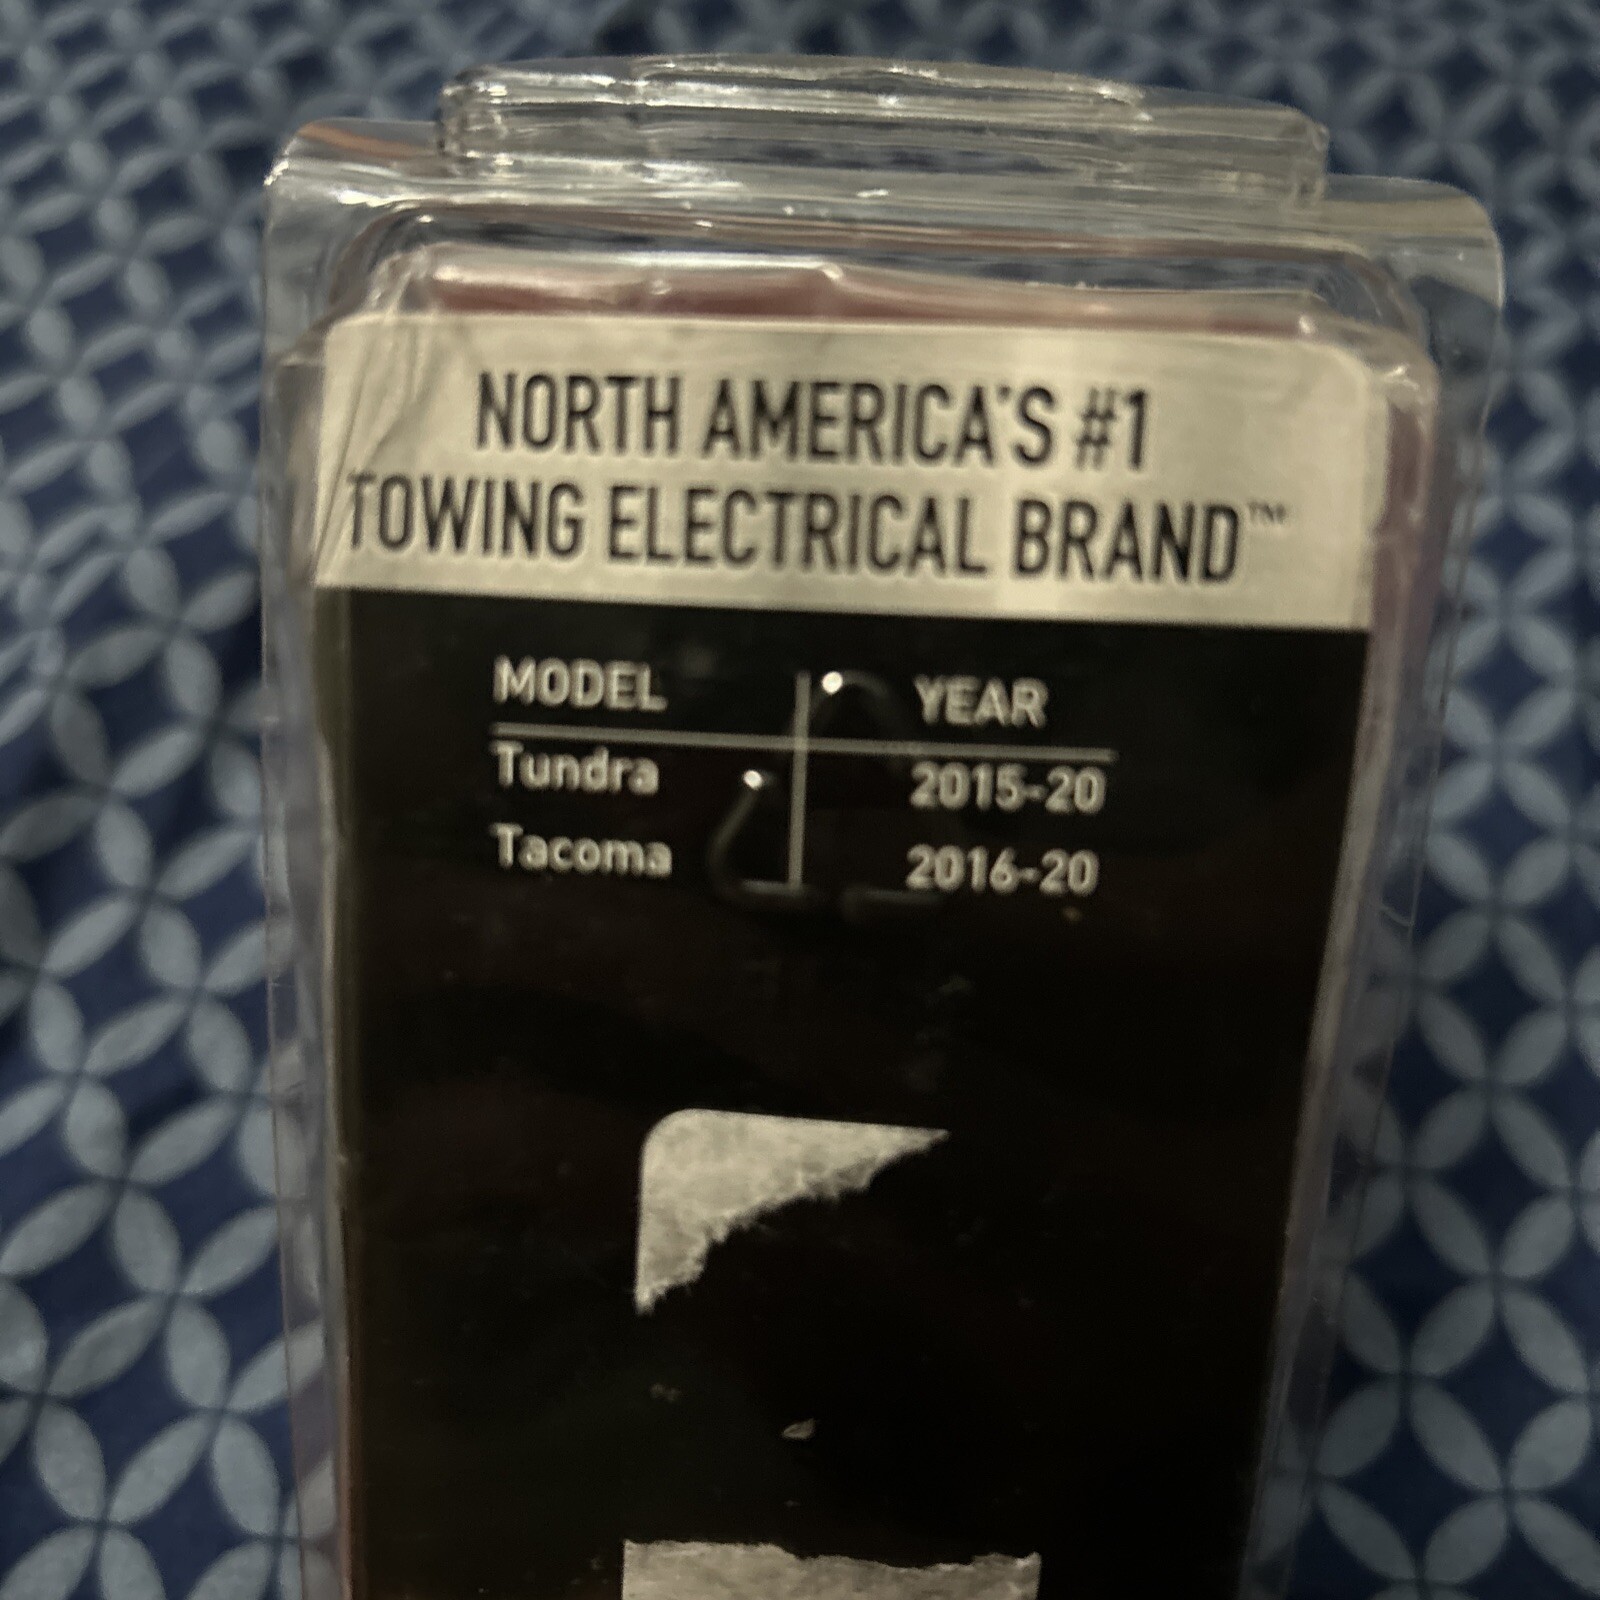 NORTH AMERICA'S #1
TOWING ELECTRICAL BRAND™
MODEL YEAR
Tundra 2015-20
Tacoma 2016-20